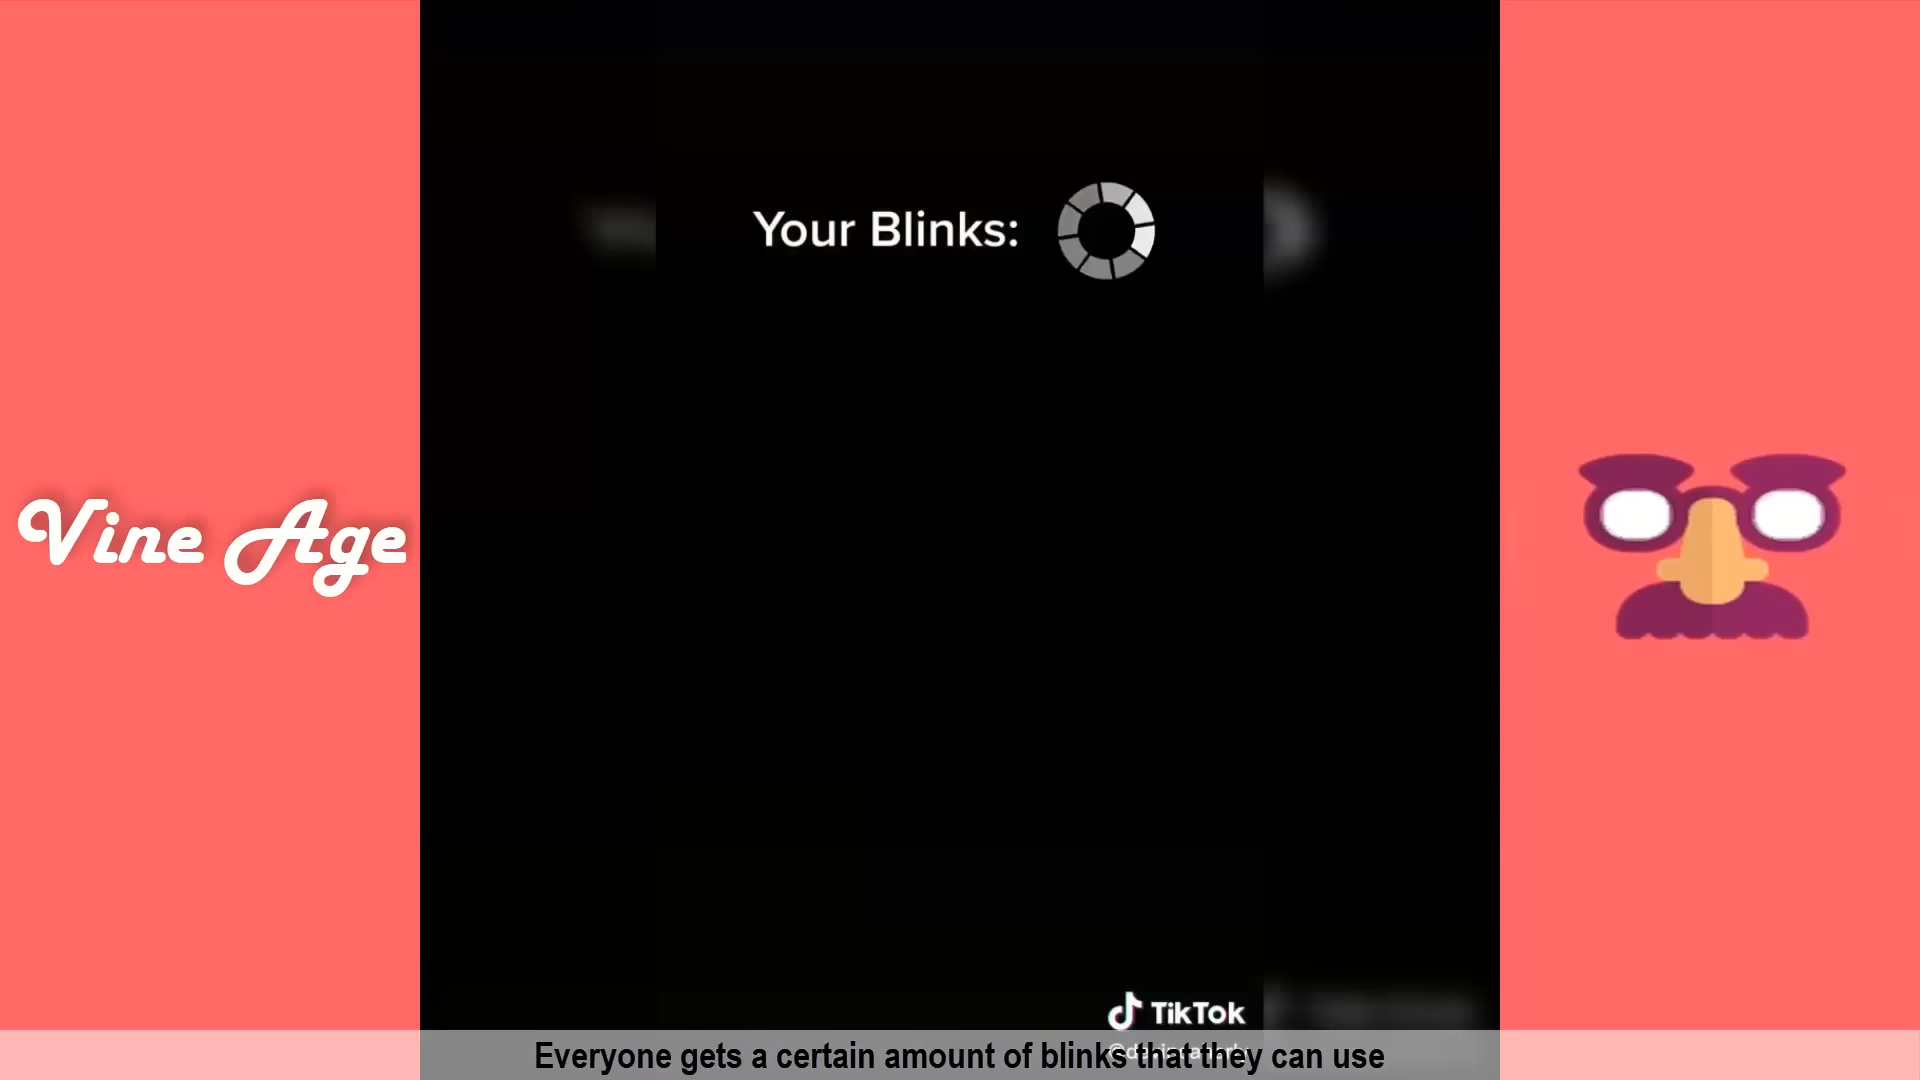 Your Blinks:
Vine Age
TikTok
Everyone gets a certain amount of blinks that they can use